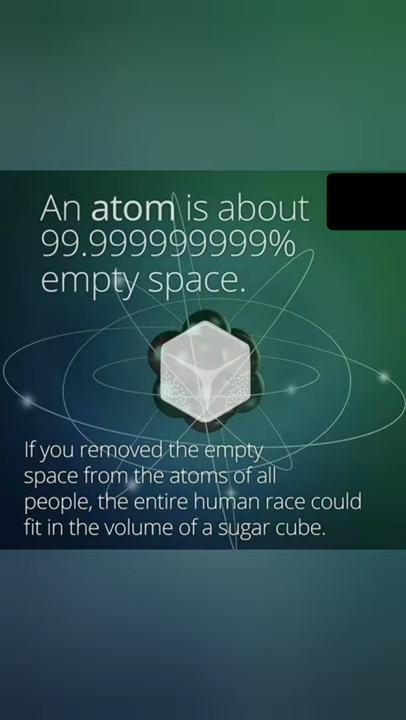 An atom is about
99.999999999%
empty space.
If you removed the empty
space from the atoms of all
people, the entire human race could
fit in the volume of a sugar cube.